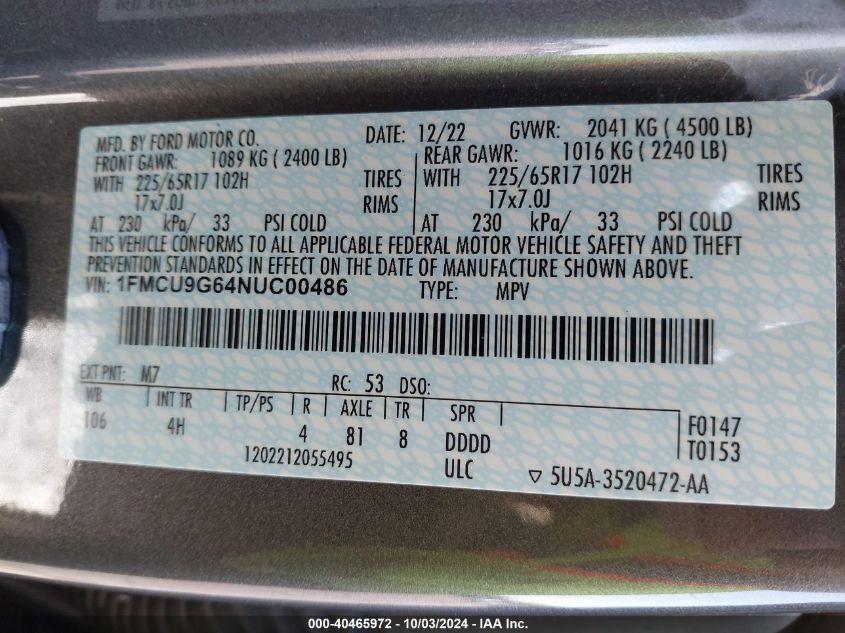 MFD. BY FORD MOTOR CO. DATE: 12/22 GVWR: 2041 KG ( 4500 LB)
FRONT GAWR: 1089 KG ( 2400 LB) REAR GAWR: 1016 KG ( 2240 LB)
WITH 225/65R17 102H TIRES WITH 225/65R17 102H TIRES
17x7.0J RIMS 17x7.0J RIMS
AT 230 kPa/ 33 PSI COLD AT 230 kPa/ 33 PSI COLD
THIS VEHICLE CONFORMS TO ALL APPLICABLE FEDERAL MOTOR VEHICLE SAFETY AND THEFT
PREVENTION STANDARDS IN EFFECT ON THE DATE OF MANUFACTURE SHOWN ABOVE.
VIN: 1FMCU9G64NUC00486 TYPE: MPV
EXT PNT: M7 RC: 53 DSO:
WB INT TR TP/PS R AXLE TR SPR F0147
106 4H 4 81 8 DDDD T0153
1202212055495 ULC ▽ 5U5A-3520472-AA
000-40465972 - 10/03/2024 - IAA Inc.